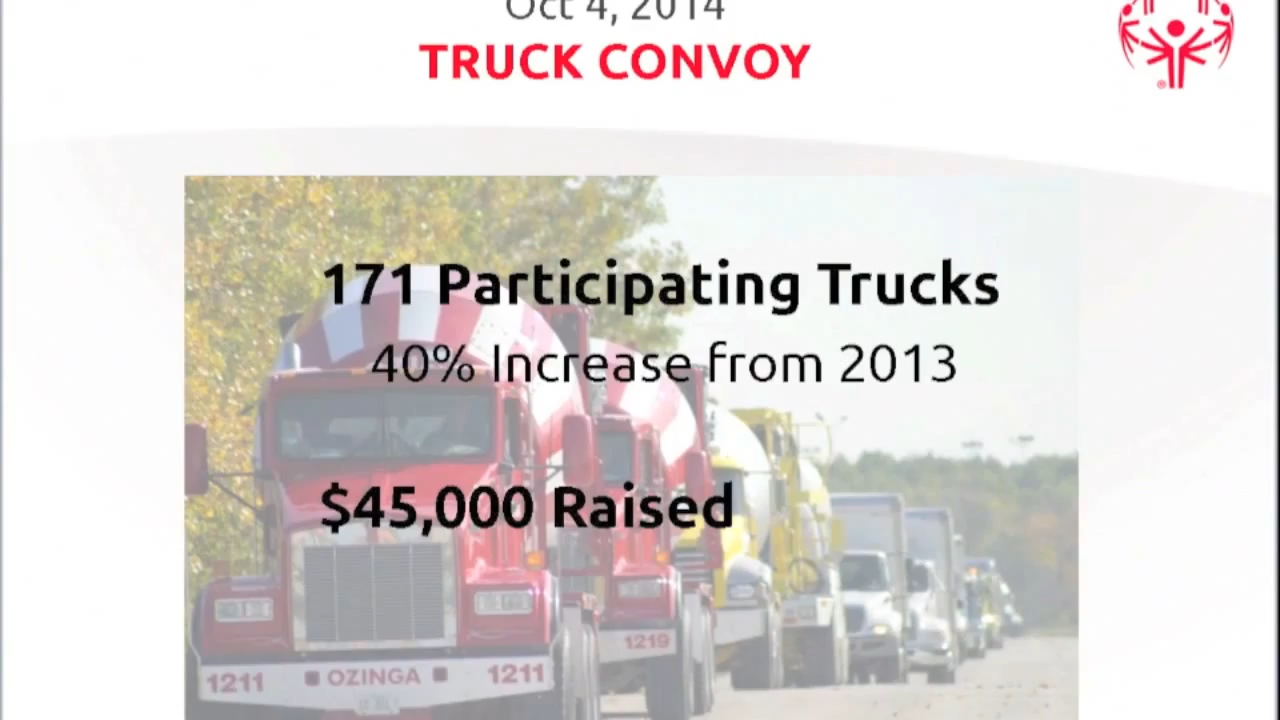 Oct 4, 2014
TRUCK CONVOY
171 Participating Trucks
40% Increase from 2013
$45,000 Raised
1219
1211 OZINGA 1211